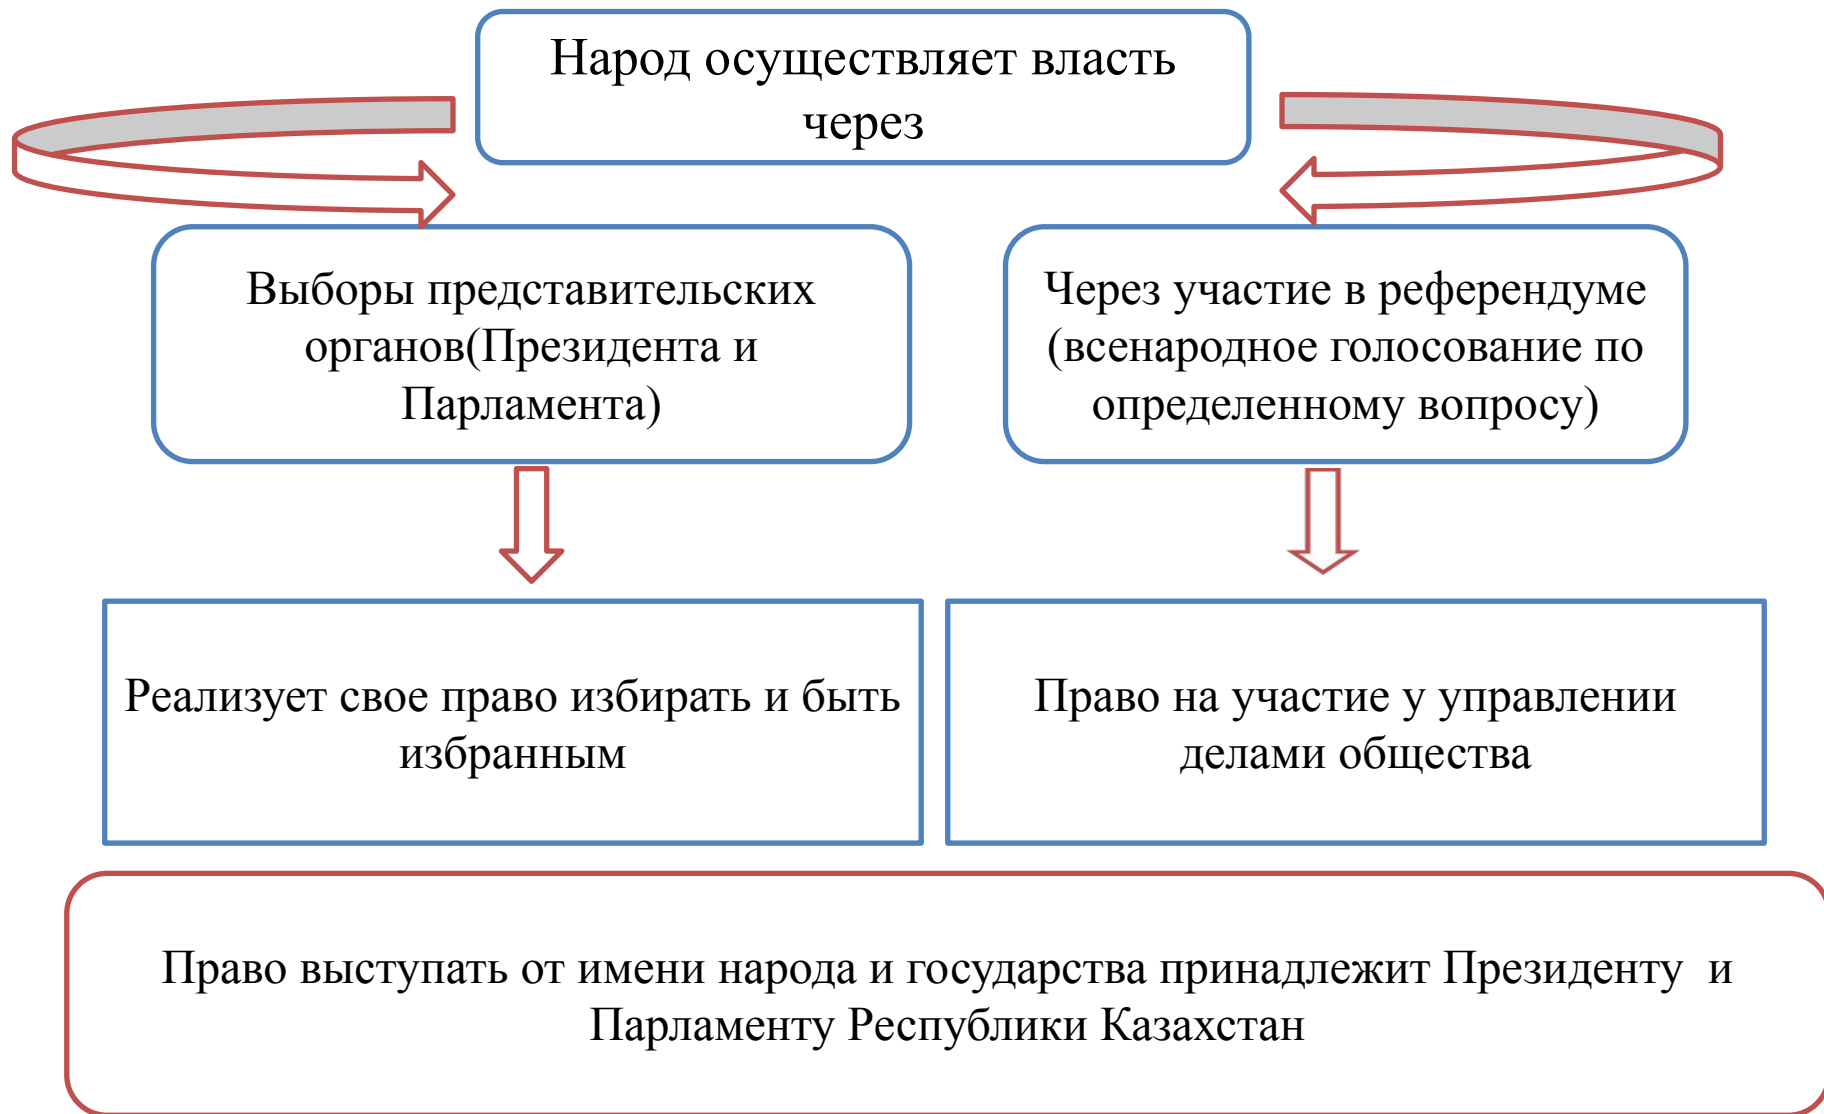 Народ осуществляет власть
через
Выборы представительских
органов(Президента и
Парламента)
Через участие в референдуме
(всенародное голосование по
определенному вопросу)
Реализует свое право избирать и быть
избранным
Право на участие у управлении
делами общества
Право выступать от имени народа и государства принадлежит Президенту  и
Парламенту Республики Казахстан